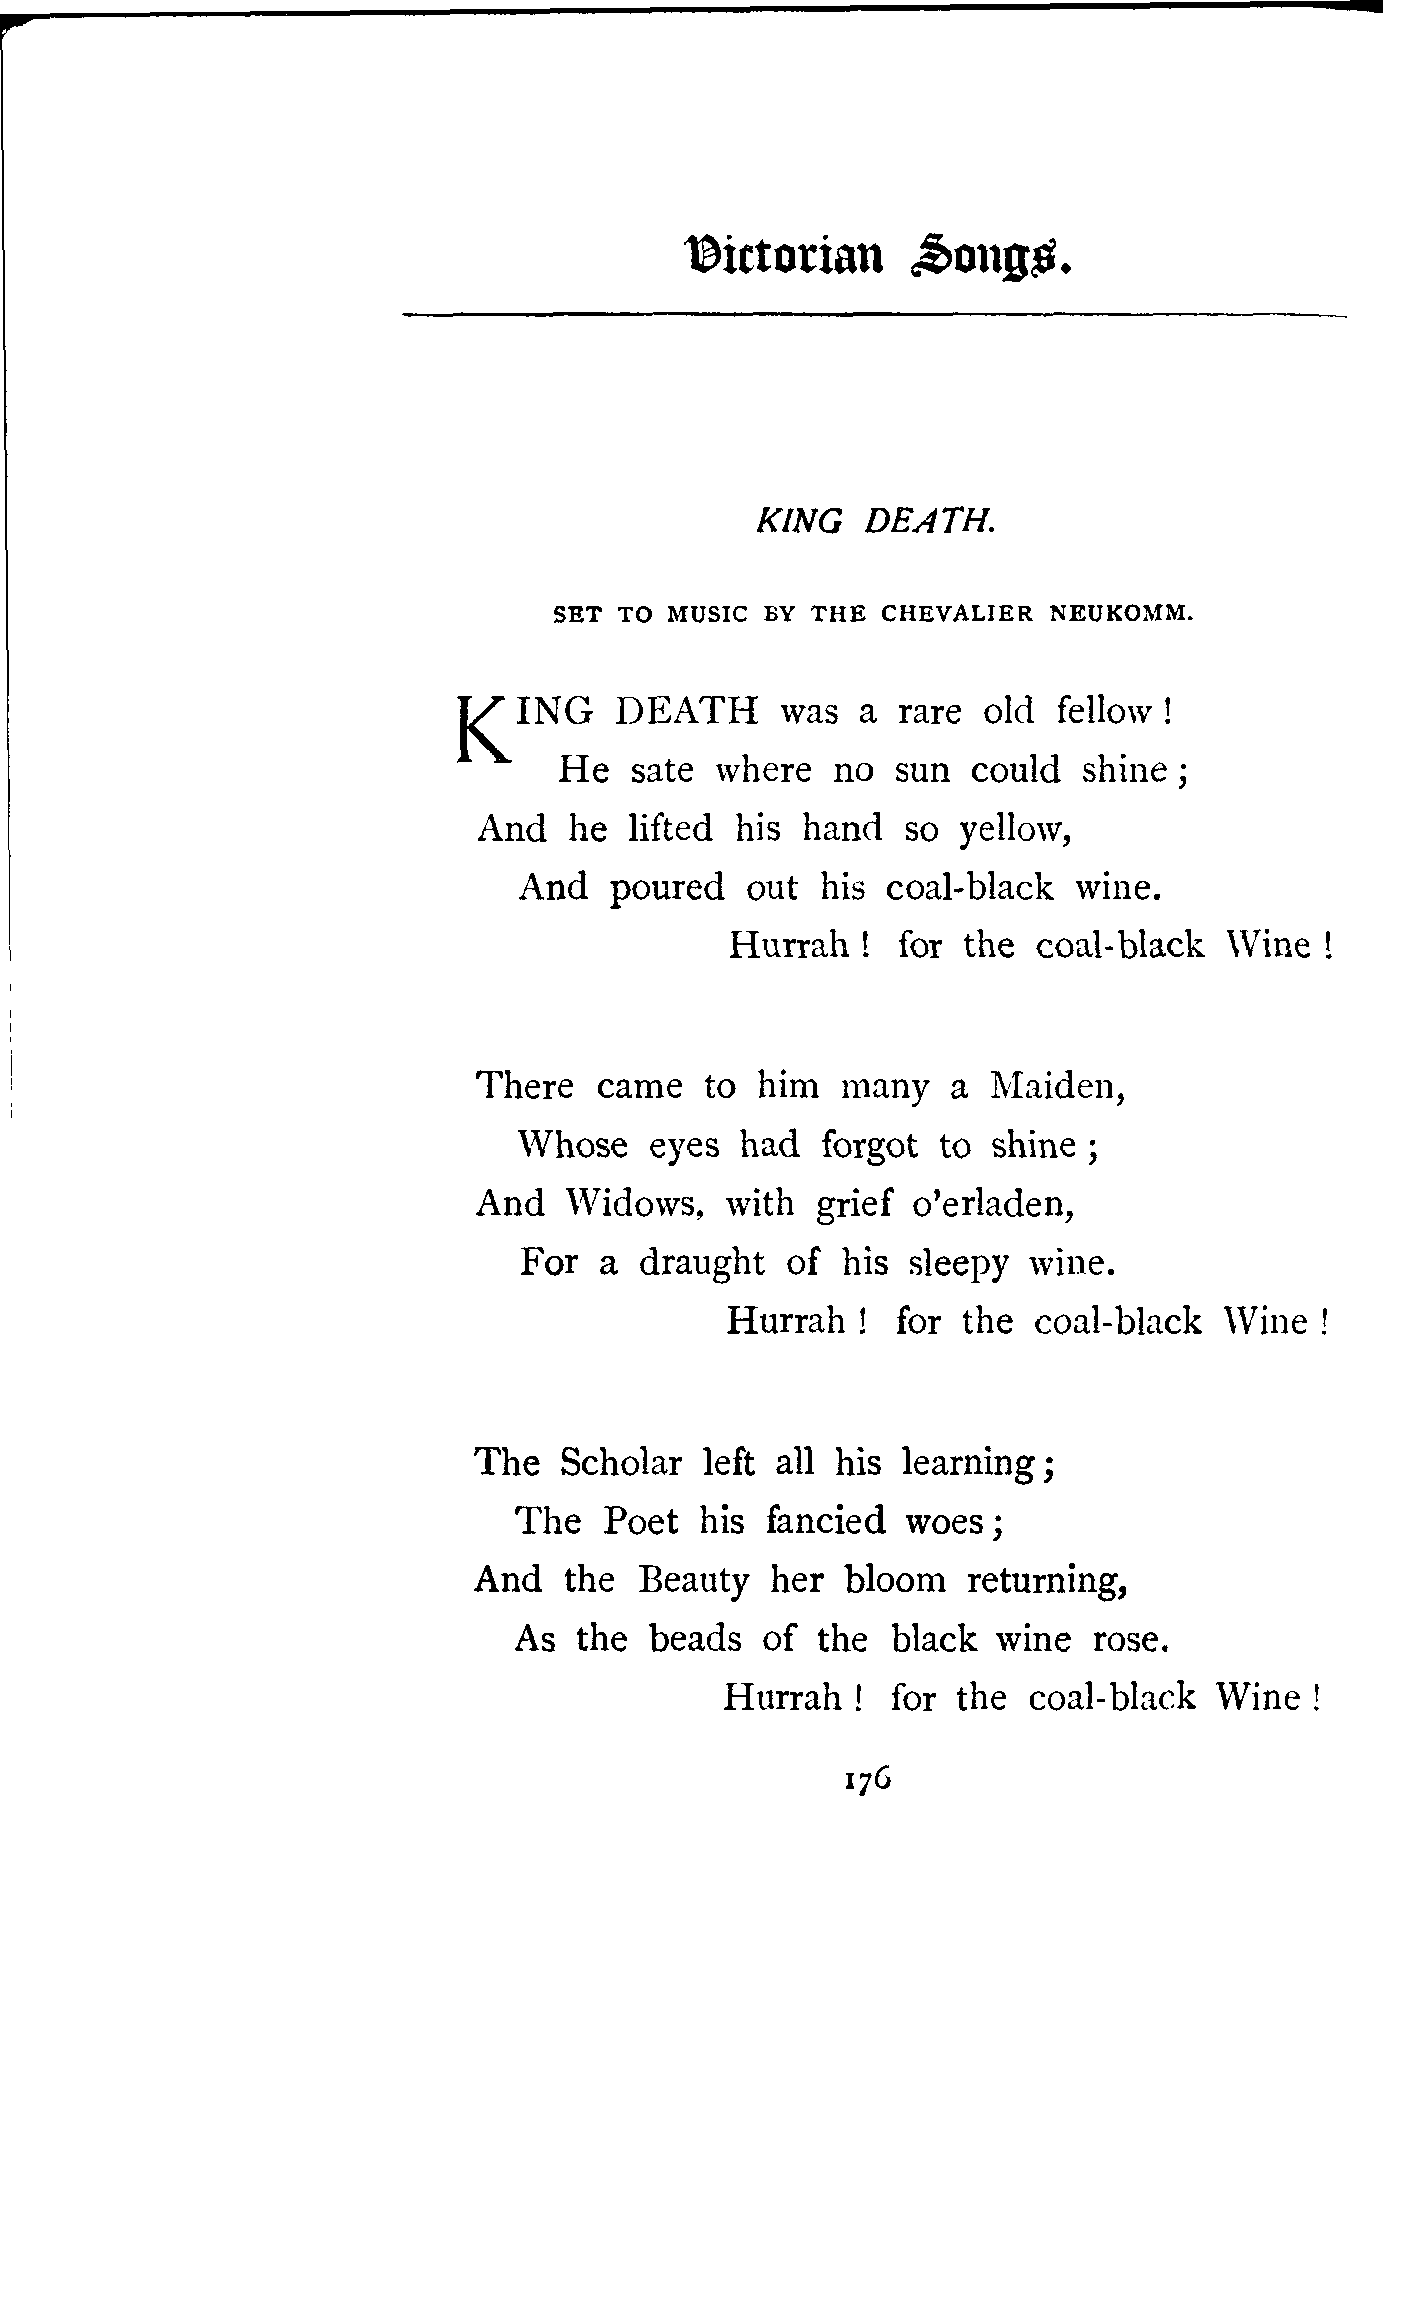 Victorian Songs.
KING DEATH.
SET TO MUSIC BY THE CHEVALIER NEUKOMM.
KING DEATH was a rare old fellow !
He sate where no sun could shine ;
And he lifted his hand so yellow,
And poured out his coal-black wine.
Hurrah ! for the coal-black Wine !
There came to him many a Maiden,
Whose eyes had forgot to shine ;
And Widows, with grief o'erladen,
For a draught of his sleepy wine.
Hurrah ! for the coal-black Wine !
The Scholar left all his learning ;
The Poet his fancied woes ;
And the Beauty her bloom returning,
As the beads of the black wine rose.
Hurrah ! for the coal-black Wine !
176